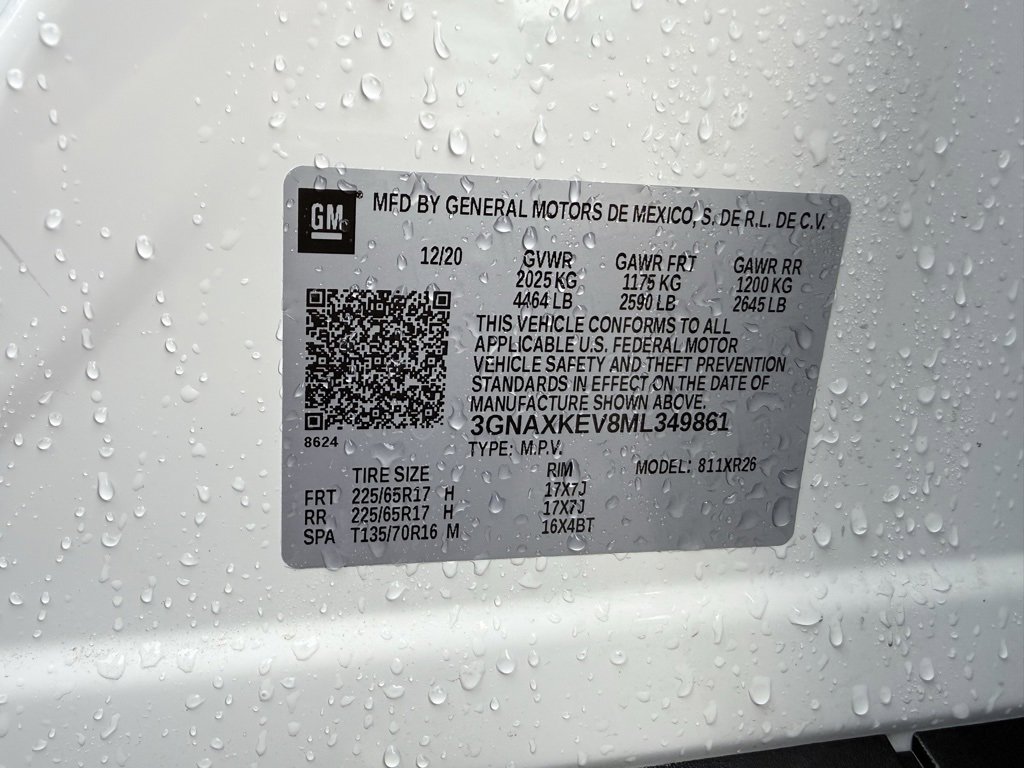 GM® MFD BY GENERAL MOTORS DE MEXICO, S. DE R.L. DE C.V.
12/20 GVWR GAWR FRT GAWR RR
2025 KG 1175 KG 1200 KG
4464 LB 2590 LB 2645 LB
THIS VEHICLE CONFORMS TO ALL
APPLICABLE U.S. FEDERAL MOTOR
VEHICLE SAFETY AND THEFT PREVENTION
STANDARDS IN EFFECT ON THE DATE OF
MANUFACTURE SHOWN ABOVE.
3GNAXKEV8ML349861
8624 TYPE: M.P.V.
TIRE SIZE RIM MODEL: 811XR26
FRT 225/65R17 H 17X7J
RR 225/65R17 H 17X7J
SPA T135/70R16 M 16X4BT